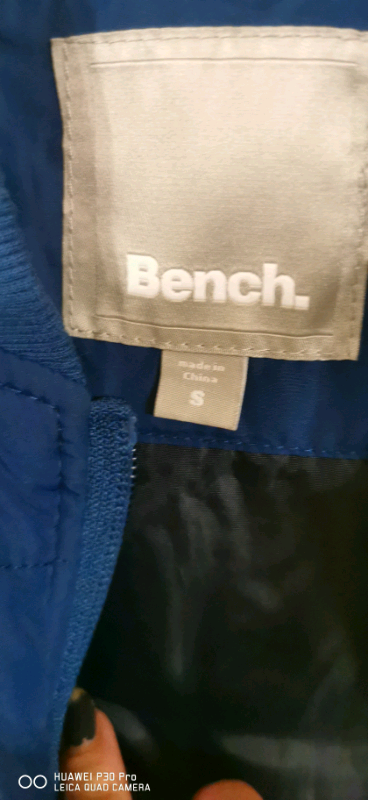 Bench.
made in
China
S
HUAWEI P30 Pro
LEICA QUAD CAMERA